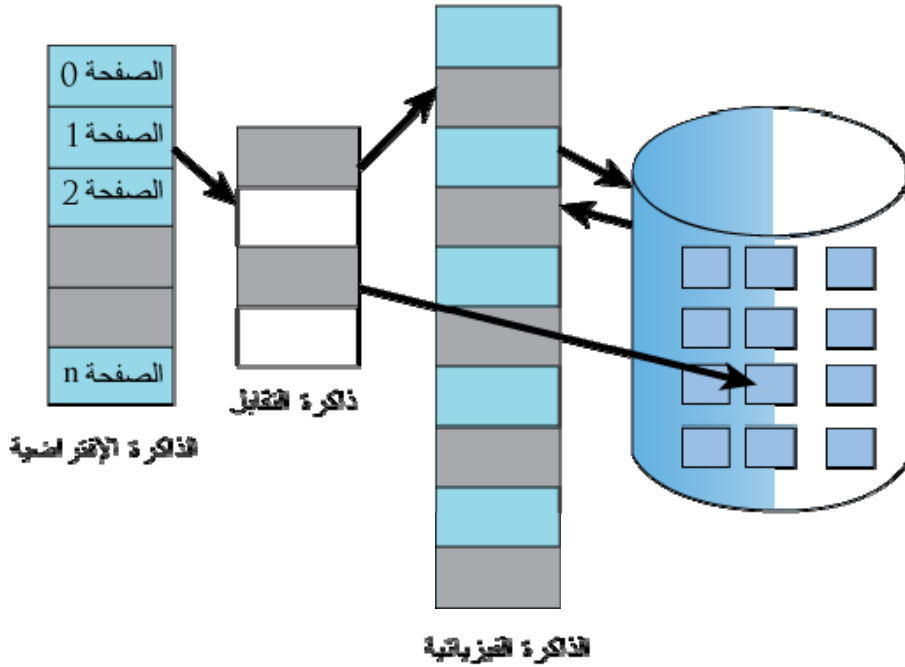 الصفحة 0
الصفحة 1
الصفحة 2
الصفحة n
الذاكرة الإفتراضية
ذاكرة التقابل
الذاكرة الفيزيائية